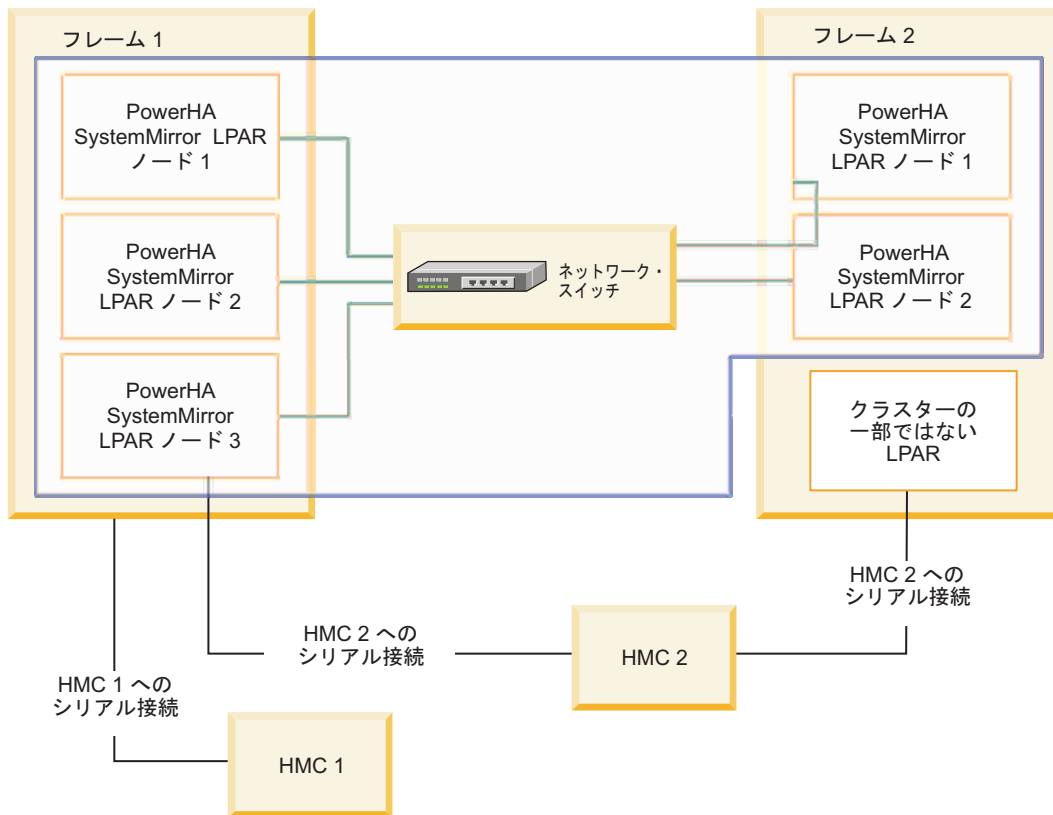 フレーム 1
PowerHA
SystemMirror LPAR
ノード 1
PowerHA
SystemMirror
LPAR ノード 2
PowerHA
SystemMirror
LPAR ノード 3
ネットワーク・
スイッチ
フレーム 2
PowerHA
SystemMirror
LPAR ノード 1
PowerHA
SystemMirror
LPAR ノード 2
クラスターの
一部ではない
LPAR
HMC 2 への
シリアル接続
HMC 2 への
シリアル接続
HMC 2
HMC 1 への
シリアル接続
HMC 1